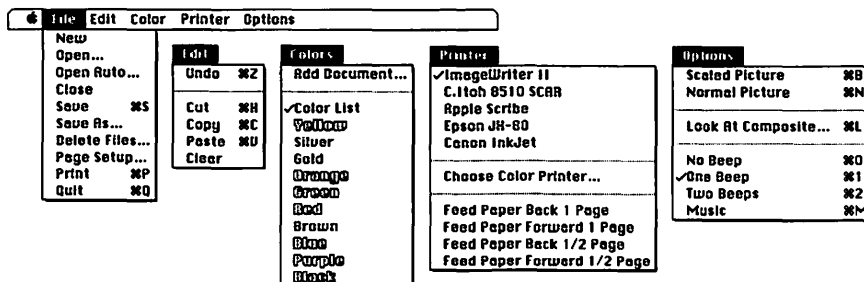 File Edit Color Printer Options
New
Open...
Open Auto...
Close
Save ⌘S
Save As...
Delete Files...
Page Setup...
Print ⌘P
Quit ⌘Q
Edit
Undo ⌘Z
Cut ⌘X
Copy ⌘C
Paste ⌘V
Clear
Colors
Add Document...
✓Color List
Yellow
Silver
Gold
Orange
Green
Red
Brown
Blue
Purple
Black
Printer
✓ImageWriter II
C.Itoh 8510 SCAR
Apple Scribe
Epson JX-80
Canon InkJet
Choose Color Printer...
Feed Paper Back 1 Page
Feed Paper Forward 1 Page
Feed Paper Back 1/2 Page
Feed Paper Forward 1/2 Page
Options
Scaled Picture ⌘B
Normal Picture ⌘N
Look At Composite... ⌘L
No Beep ⌘0
✓One Beep ⌘1
Two Beeps ⌘2
Music ⌘M